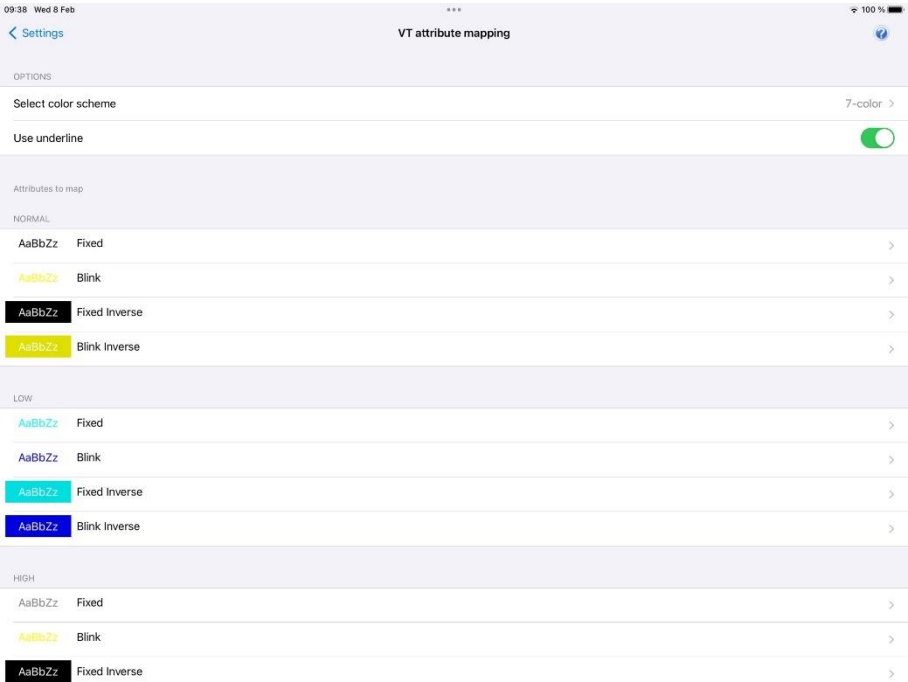 09:38 Wed 8 Feb 100 %
Settings VT attribute mapping ?
OPTIONS
Select color scheme 7-color
Use underline
Attributes to map
NORMAL
AaBbZz Fixed
AaBbZz Blink
AaBbZz Fixed Inverse
AaBbZz Blink Inverse
LOW
AaBbZz Fixed
AaBbZz Blink
AaBbZz Fixed Inverse
AaBbZz Blink Inverse
HIGH
AaBbZz Fixed
AaBbZz Blink
AaBbZz Fixed Inverse